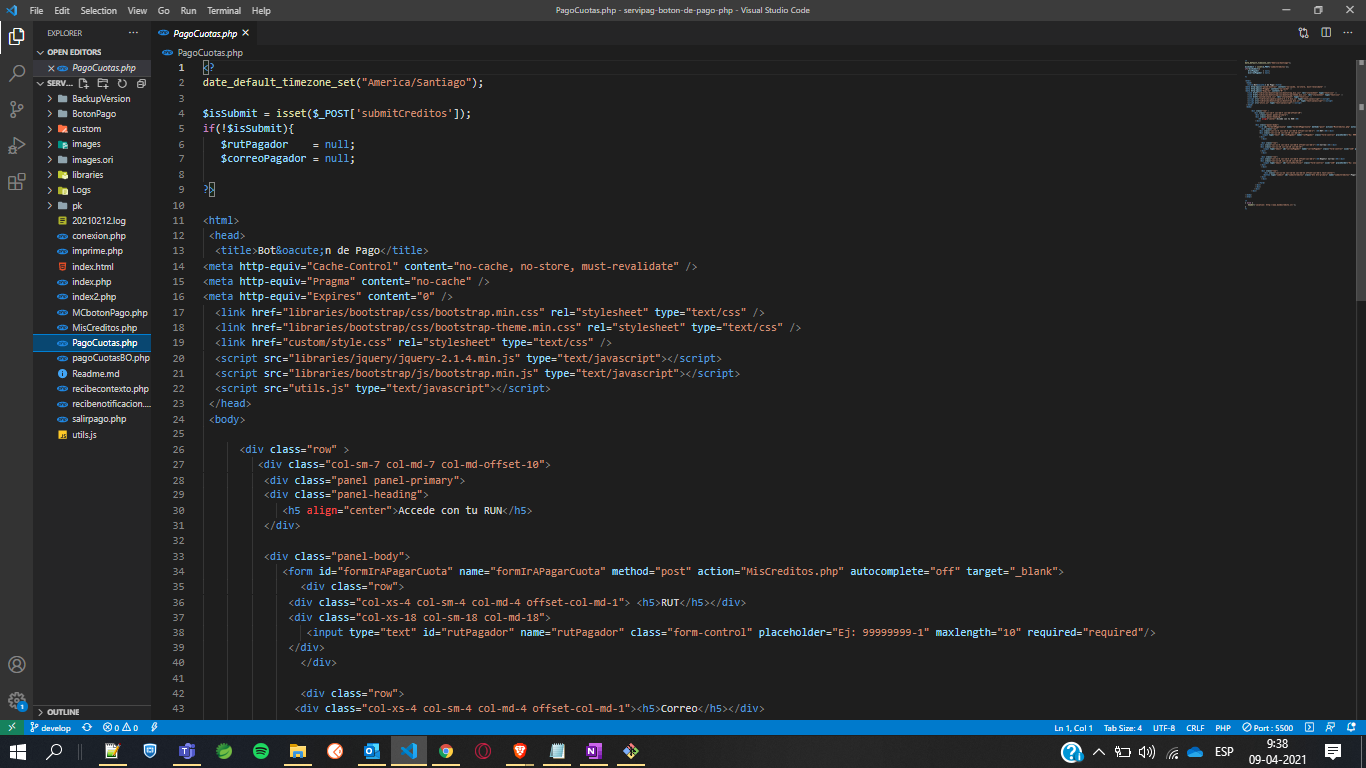 File Edit Selection View Go Run Terminal Help
PagoCuotas.php - servipag-boton-de-pago-php - Visual Studio Code
EXPLORER
OPEN EDITORS
PagoCuotas.php
SERV...
BackupVersion
BotonPago
custom
images
images.ori
libraries
Logs
pk
20210212.log
conexion.php
imprime.php
index.html
index.php
index2.php
MCbotonPago.php
MisCreditos.php
PagoCuotas.php
pagoCuotasBO.php
Readme.md
recibecontexto.php
recibenotificacion....
salirpago.php
utils.js
OUTLINE
PagoCuotas.php
PagoCuotas.php
1 <?
2 date_default_timezone_set("America/Santiago");
3
4 $isSubmit = isset($_POST['submitCreditos']);
5 if(!$isSubmit){
6 $rutPagador = null;
7 $correoPagador = null;
8
9 ?>
10
11 <html>
12 <head>
13 <title>Bot&oacute;n de Pago</title>
14 <meta http-equiv="Cache-Control" content="no-cache, no-store, must-revalidate" />
15 <meta http-equiv="Pragma" content="no-cache" />
16 <meta http-equiv="Expires" content="0" />
17 <link href="libraries/bootstrap/css/bootstrap.min.css" rel="stylesheet" type="text/css" />
18 <link href="libraries/bootstrap/css/bootstrap-theme.min.css" rel="stylesheet" type="text/css" />
19 <link href="custom/style.css" rel="stylesheet" type="text/css" />
20 <script src="libraries/jquery/jquery-2.1.4.min.js" type="text/javascript"></script>
21 <script src="libraries/bootstrap/js/bootstrap.min.js" type="text/javascript"></script>
22 <script src="utils.js" type="text/javascript"></script>
23 </head>
24 <body>
25
26 <div class="row" >
27 <div class="col-sm-7 col-md-7 col-md-offset-10">
28 <div class="panel panel-primary">
29 <div class="panel-heading">
30 <h5 align="center">Accede con tu RUN</h5>
31 </div>
32
33 <div class="panel-body">
34 <form id="formIrAPagarCuota" name="formIrAPagarCuota" method="post" action="MisCreditos.php" autocomplete="off" target="_blank">
35 <div class="row">
36 <div class="col-xs-4 col-sm-4 col-md-4 offset-col-md-1"> <h5>RUT</h5></div>
37 <div class="col-xs-18 col-sm-18 col-md-18">
38 <input type="text" id="rutPagador" name="rutPagador" class="form-control" placeholder="Ej: 99999999-1" maxlength="10" required="required"/>
39 </div>
40 </div>
41
42 <div class="row">
43 <div class="col-xs-4 col-sm-4 col-md-4 offset-col-md-1"><h5>Correo</h5></div>
1
develop 0 0
Ln 1, Col 1 Tab Size: 4 UTF-8 CRLF PHP Port : 5500
ESP
9:38
09-04-2021